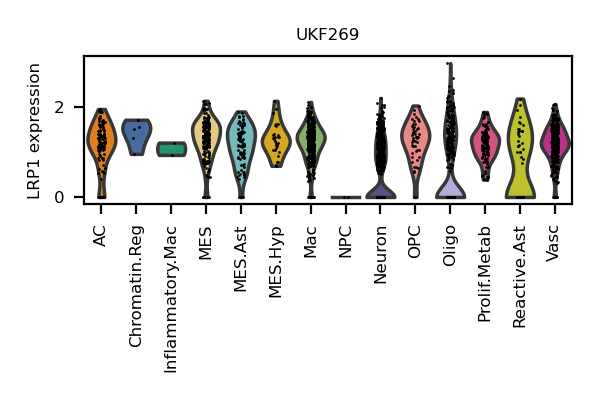 UKF269
LRP1 expression
2
0
AC
Chromatin.Reg
Inflammatory.Mac
MES
MES.Ast
MES.Hyp
Mac
NPC
Neuron
OPC
Oligo
Prolif.Metab
Reactive.Ast
Vasc